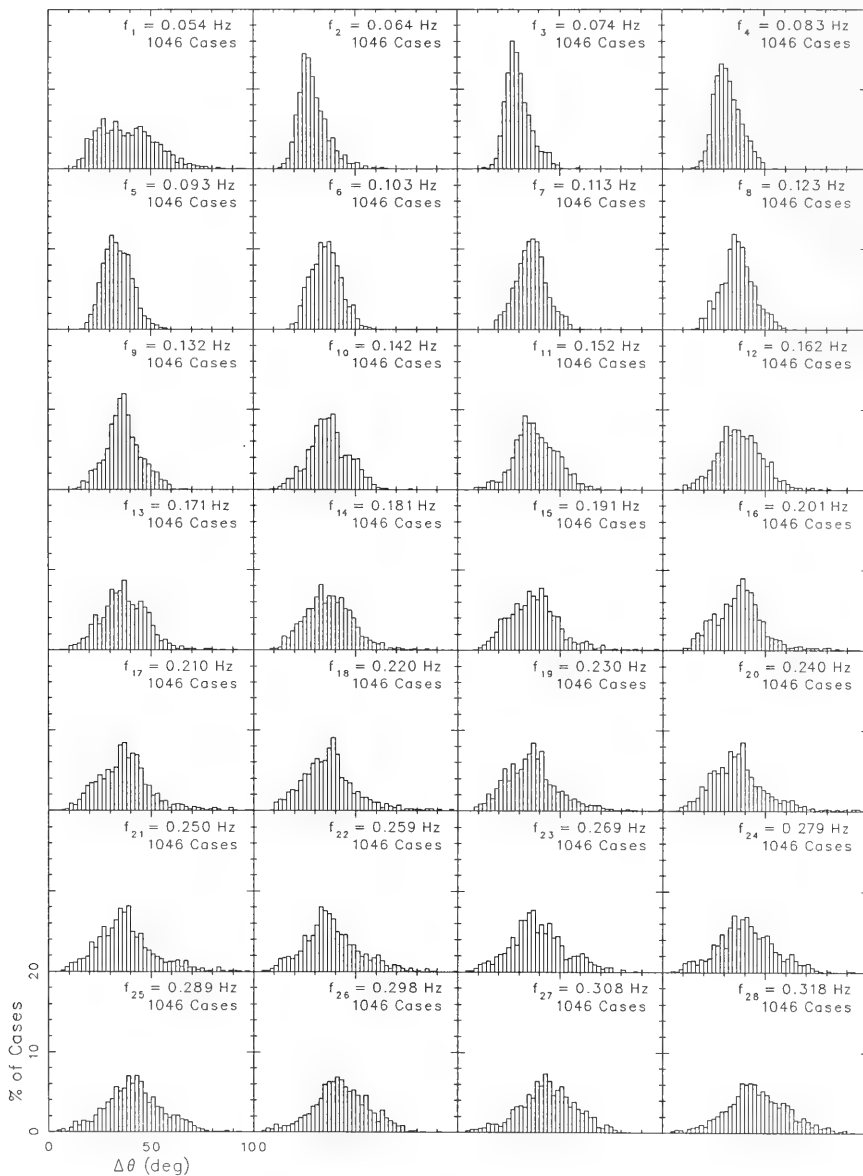 f1 = 0.054 Hz
1046 Cases
f2 = 0.064 Hz
1046 Cases
f3 = 0.074 Hz
1046 Cases
f4 = 0.083 Hz
1046 Cases
f5 = 0.093 Hz
1046 Cases
f6 = 0.103 Hz
1046 Cases
f7 = 0.113 Hz
1046 Cases
f8 = 0.123 Hz
1046 Cases
f9 = 0.132 Hz
1046 Cases
f10 = 0.142 Hz
1046 Cases
f11 = 0.152 Hz
1046 Cases
f12 = 0.162 Hz
1046 Cases
f13 = 0.171 Hz
1046 Cases
f14 = 0.181 Hz
1046 Cases
f15 = 0.191 Hz
1046 Cases
f16 = 0.201 Hz
1046 Cases
f17 = 0.210 Hz
1046 Cases
f18 = 0.220 Hz
1046 Cases
f19 = 0.230 Hz
1046 Cases
f20 = 0.240 Hz
1046 Cases
f21 = 0.250 Hz
1046 Cases
f22 = 0.259 Hz
1046 Cases
f23 = 0.269 Hz
1046 Cases
f24 = 0.279 Hz
1046 Cases
f25 = 0.289 Hz
1046 Cases
f26 = 0.298 Hz
1046 Cases
f27 = 0.308 Hz
1046 Cases
f28 = 0.318 Hz
1046 Cases
20
10
0
% of Cases
0 50 100
Δθ (deg)